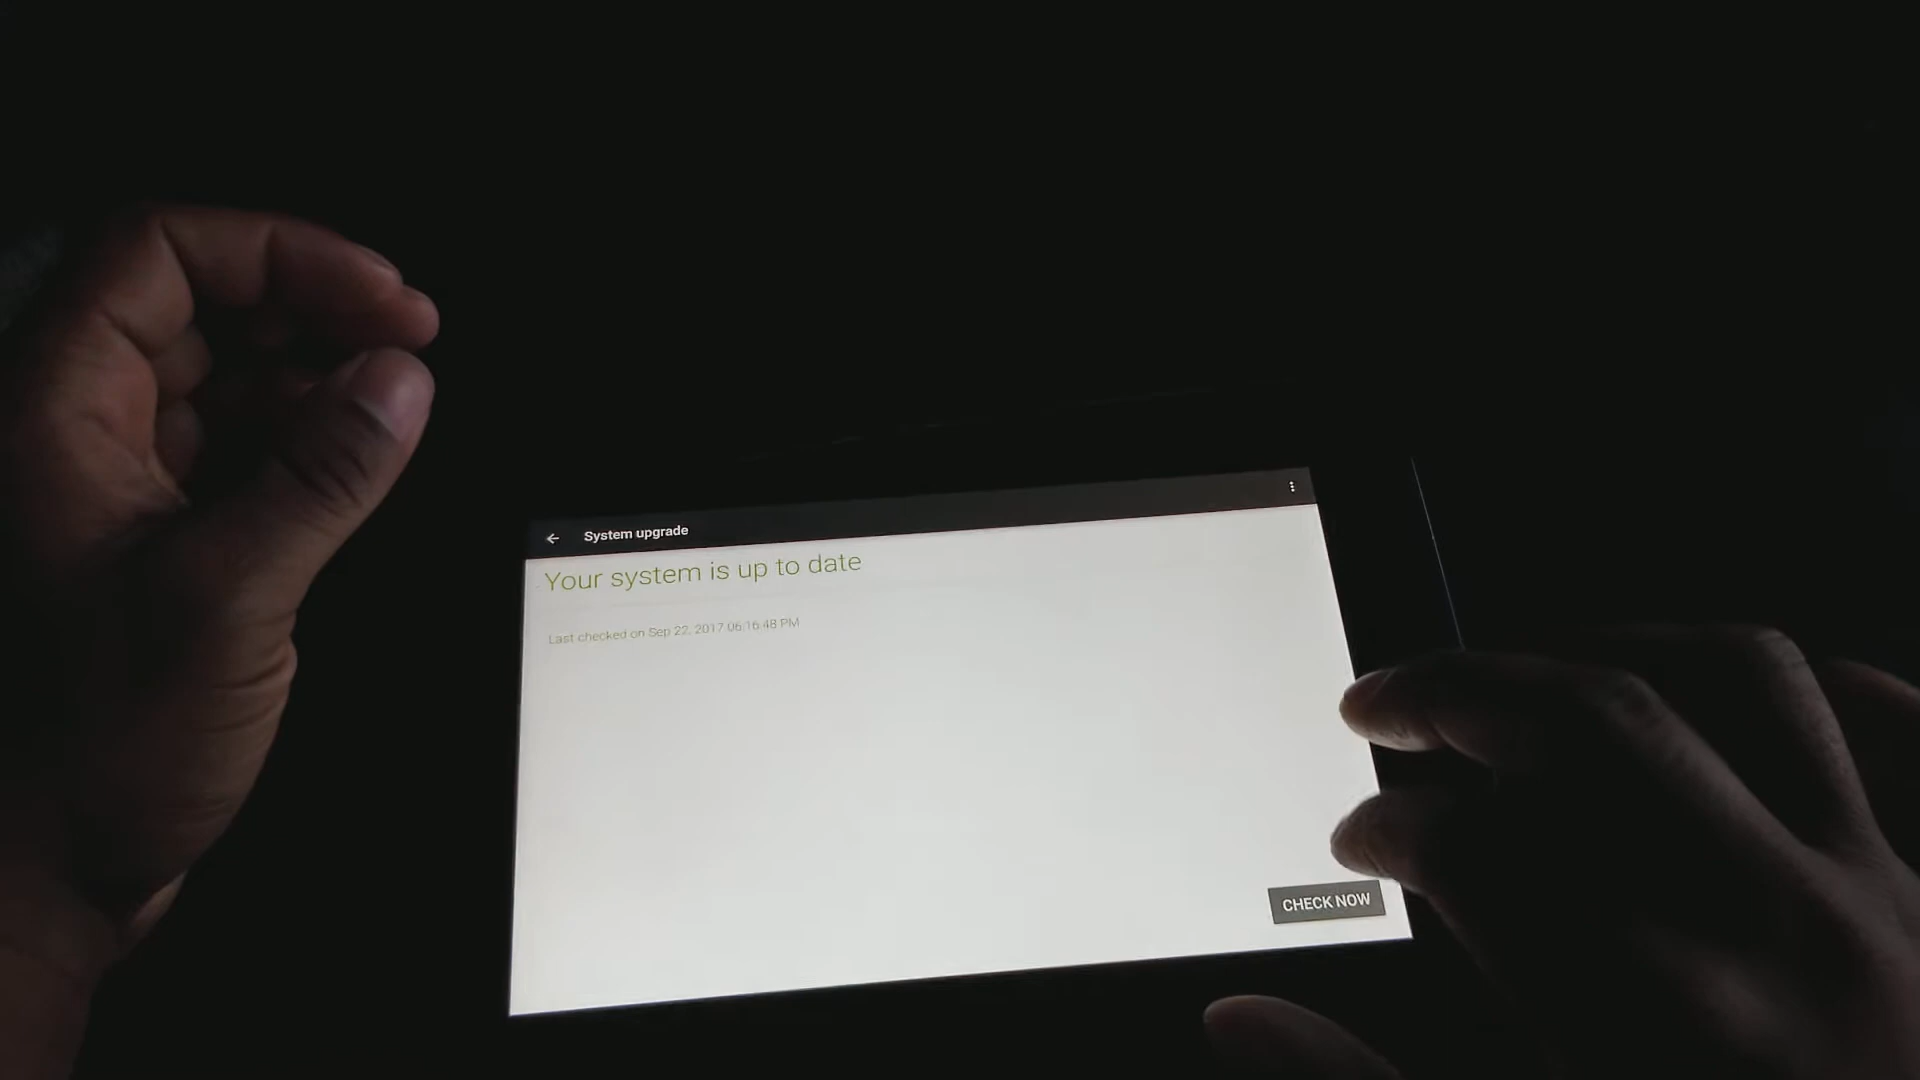 System upgrade
Your system is up to date
Last checked on Sep 22, 2017 06:16:48 PM
CHECK NOW